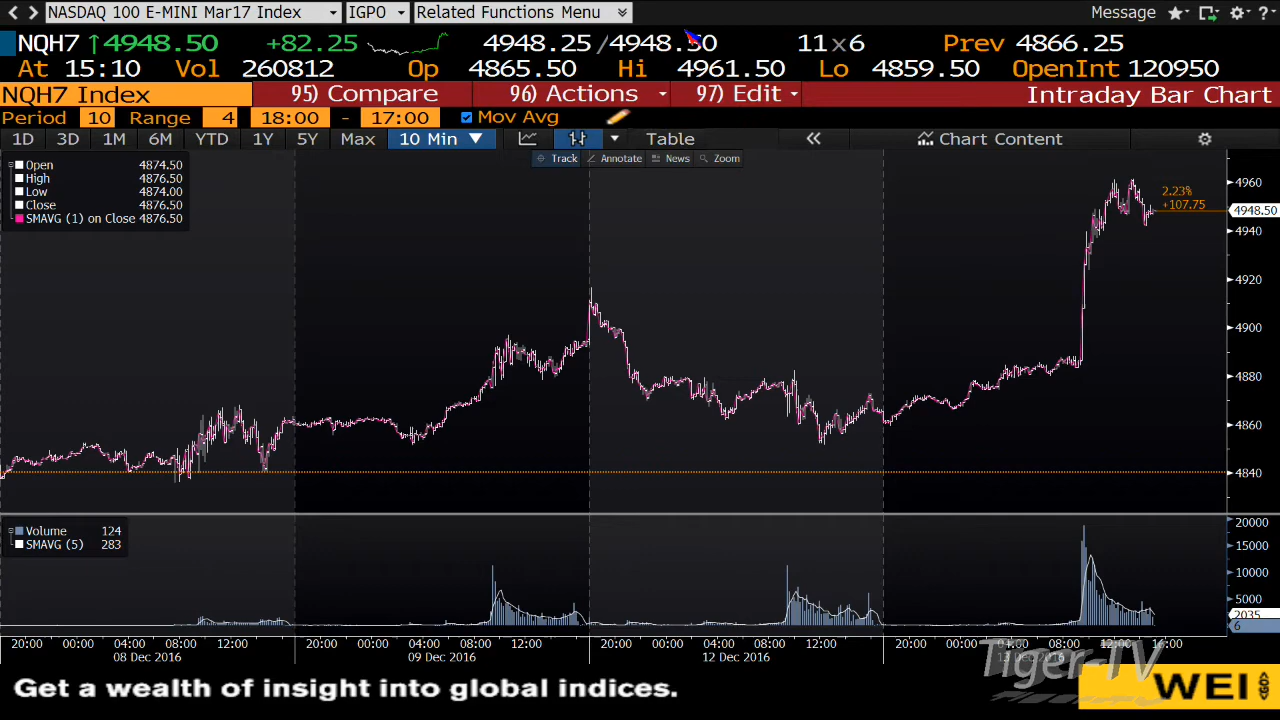 NASDAQ 100 E-MINI Mar17 Index IGPO Related Functions Menu Message ?
NQH7 ↑4948.50 +82.25 4948.25 /4948.50 11x6 Prev 4866.25
At 15:10 Vol 260812 Op 4865.50 Hi 4961.50 Lo 4859.50 OpenInt 120950
NQH7 Index 95) Compare 96) Actions 97) Edit Intraday Bar Chart
Period 10 Range 4 18:00 - 17:00 Mov Avg
1D 3D 1M 6M YTD 1Y 5Y Max 10 Min ▼ Table « Chart Content
Track Annotate News Zoom
Open 4874.50
High 4876.50
Low 4874.00
Close 4876.50
SMAVG (1) on Close 4876.50
2.23%
+107.75
4960
4948.50
4940
4920
4900
4880
4860
4840
Volume 124
SMAVG (5) 283
20000
15000
10000
5000
2035
6
20:00 00:00 04:00 08:00 12:00 20:00 00:00 04:00 08:00 12:00 20:00 00:00 04:00 08:00 12:00 20:00 00:00 04:00 08:00 12:00 16:00
08 Dec 2016 09 Dec 2016 12 Dec 2016 13 Dec 2016
Tiger-TV
Get a wealth of insight into global indices. WEI <GO>